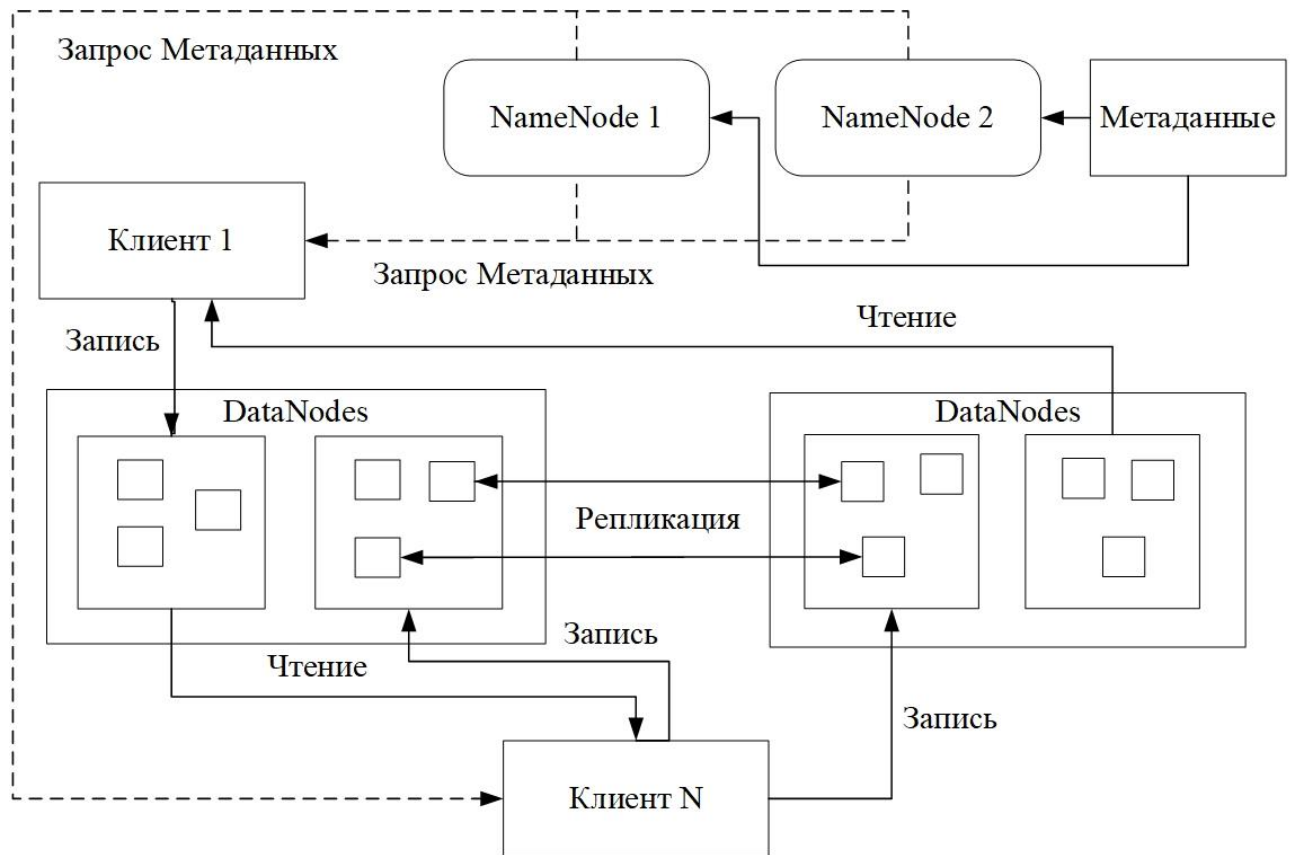 Запрос Метаданных
NameNode 1
NameNode 2
Метаданные
Клиент 1
Запрос Метаданных
Чтение
Запись
DataNodes
DataNodes
Репликация
Запись
Чтение
Запись
Клиент N